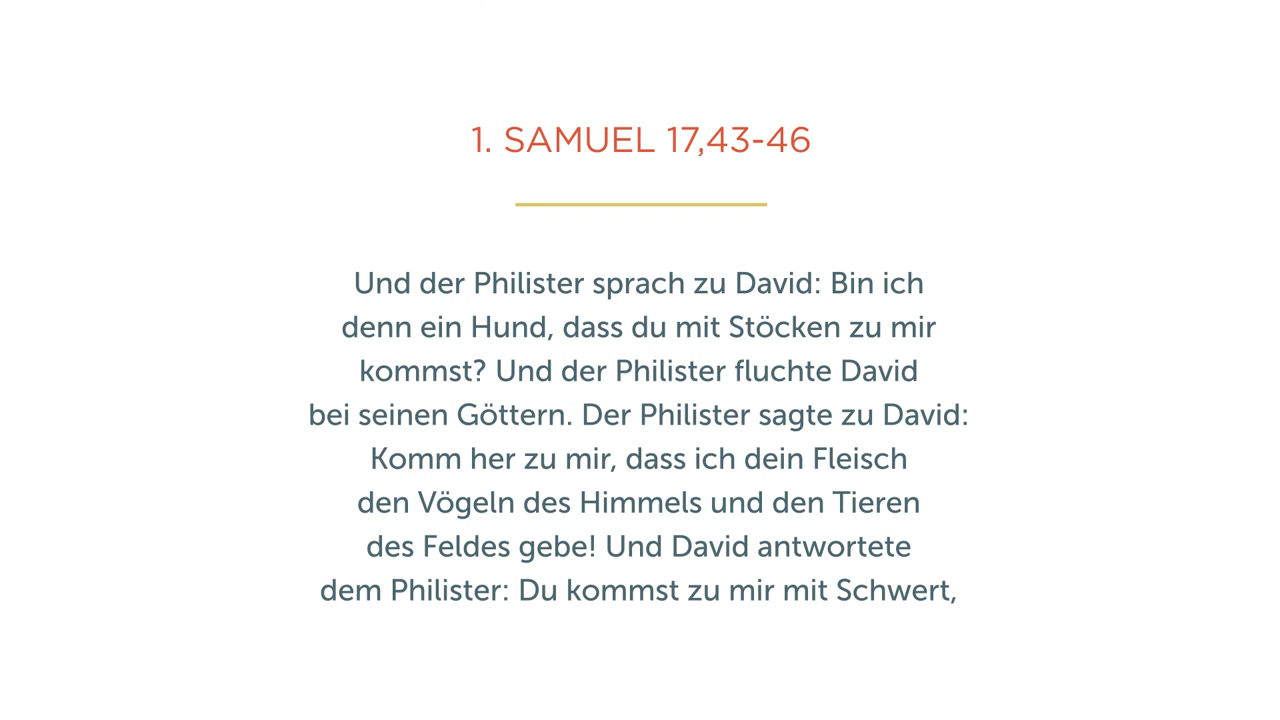 1. SAMUEL 17,43-46
Und der Philister sprach zu David: Bin ich
denn ein Hund, dass du mit Stöcken zu mir
kommst? Und der Philister fluchte David
bei seinen Göttern. Der Philister sagte zu David:
Komm her zu mir, dass ich dein Fleisch
den Vögeln des Himmels und den Tieren
des Feldes gebe! Und David antwortete
dem Philister: Du kommst zu mir mit Schwert,